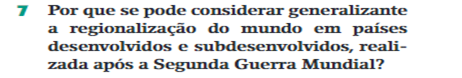 7 Por que se pode considerar generalizante
a regionalização do mundo em países
desenvolvidos e subdesenvolvidos, reali-
zada após a Segunda Guerra Mundial?